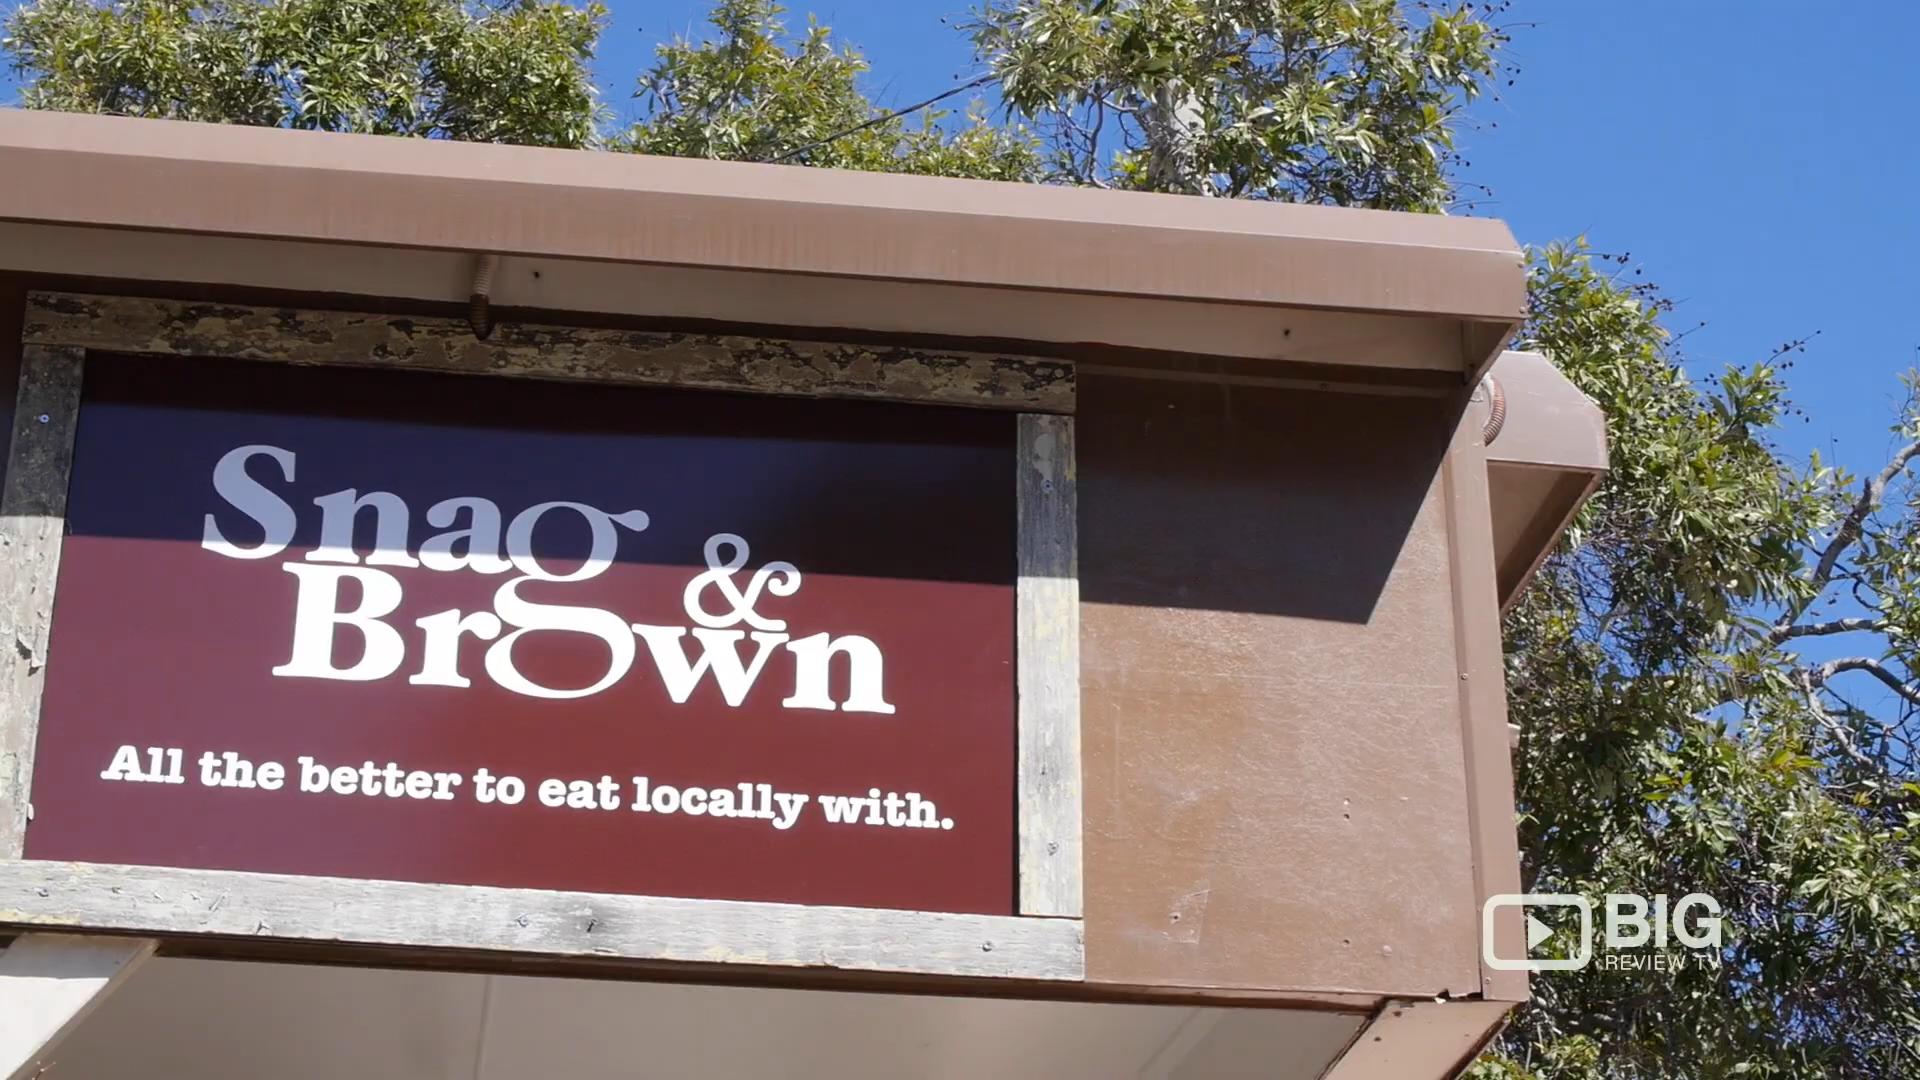 Snag &
Brown
All the better to eat locally with.
BIG
REVIEW TV